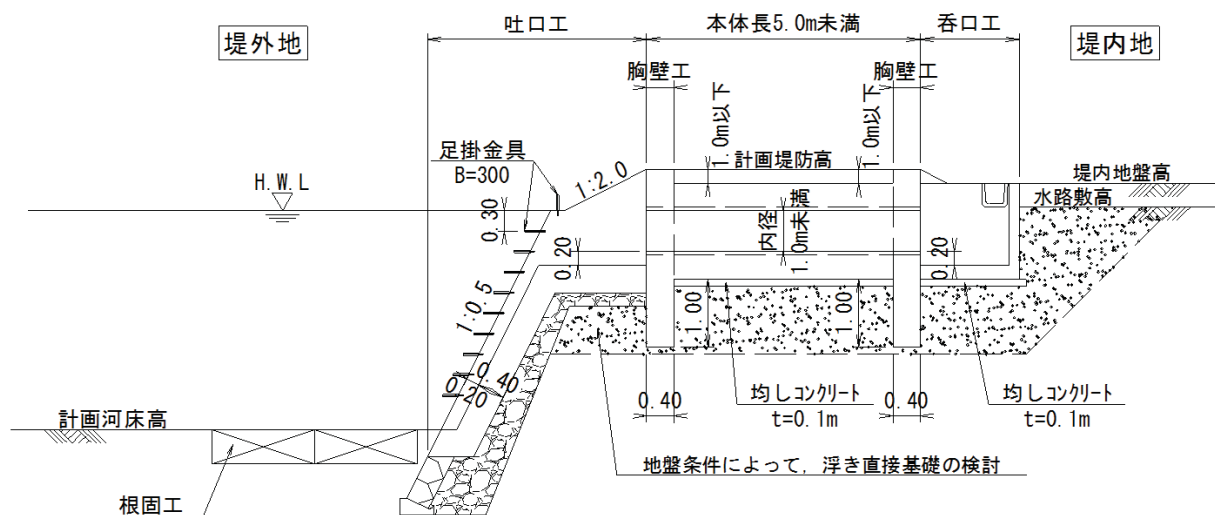 堤外地
吐口工
本体長5.0m未満
呑口工
堤内地
胸壁工
胸壁工
1.0m以下
1.0m以下
足掛金具
B=300
1:2.0
計画堤防高
H.W.L
堤内地盤高
水路敷高
0.30
内径
1.0m未満
0.20
0.20
1:0.5
1.00
1.00
0.40
0.20
0.40
均しコンクリート
t=0.1m
0.40
均しコンクリート
t=0.1m
計画河床高
地盤条件によって，浮き直接基礎の検討
根固工